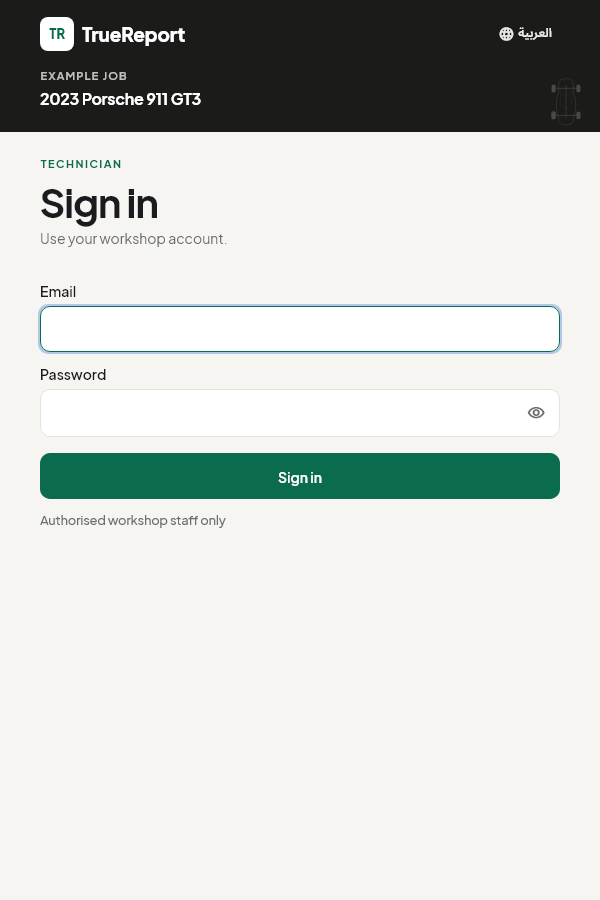 TR TrueReport
العربية
EXAMPLE JOB
2023 Porsche 911 GT3
TECHNICIAN
Sign in
Use your workshop account.
Email
Password
Sign in
Authorised workshop staff only